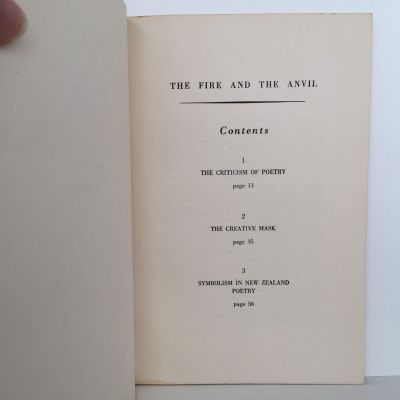 THE FIRE AND THE ANVIL
Contents
1
THE CRITICISM OF POETRY
page 13
2
THE CREATIVE MASK
page 35
3
SYMBOLISM IN NEW ZEALAND
POETRY
page 56